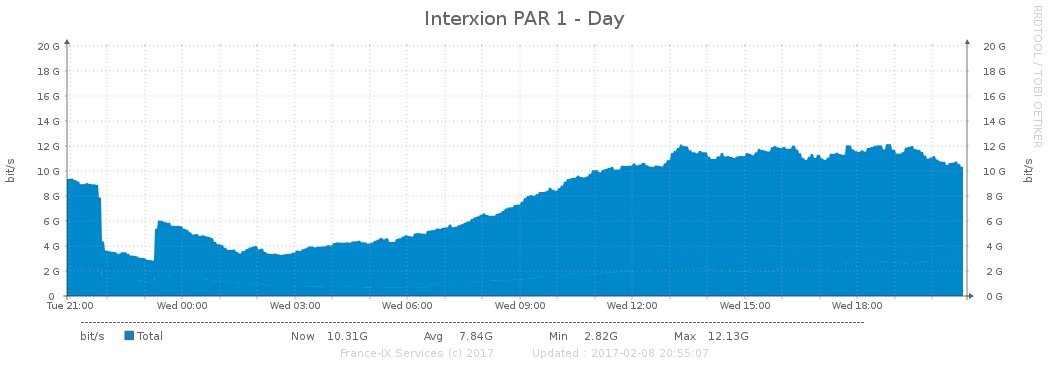 Interxion PAR 1 - Day
RRDTOOL / TOBI OETIKER
bit/s
20 G 20 G
18 G 18 G
16 G 16 G
14 G 14 G
12 G 12 G
10 G 10 G
8 G 8 G
6 G 6 G
4 G 4 G
2 G 2 G
0 0 G
bit/s
Tue 21:00 Wed 00:00 Wed 03:00 Wed 06:00 Wed 09:00 Wed 12:00 Wed 15:00 Wed 18:00
bit/s Total Now 10.31G Avg 7.84G Min 2.82G Max 12.13G
France-IX Services (c) 2017 Updated : 2017-02-08 20:55:07